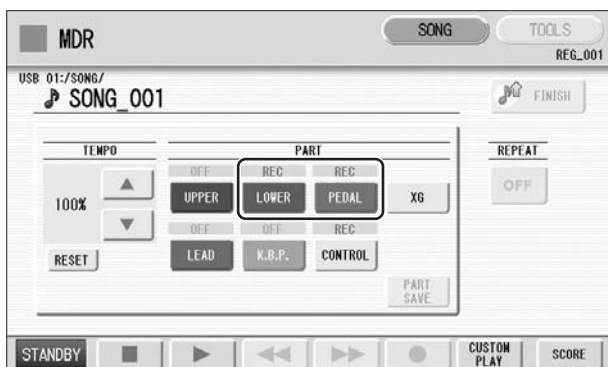 MDR
SONG
TOOLS
REG_001
USB 01:/SONG/
SONG_001
FINISH
TEMPO
PART
REPEAT
100%
RESET
OFF REC REC
UPPER LOWER PEDAL XG
OFF OFF REC
LEAD K.B.P. CONTROL
PART
SAVE
OFF
STANDBY
CUSTOM
PLAY
SCORE